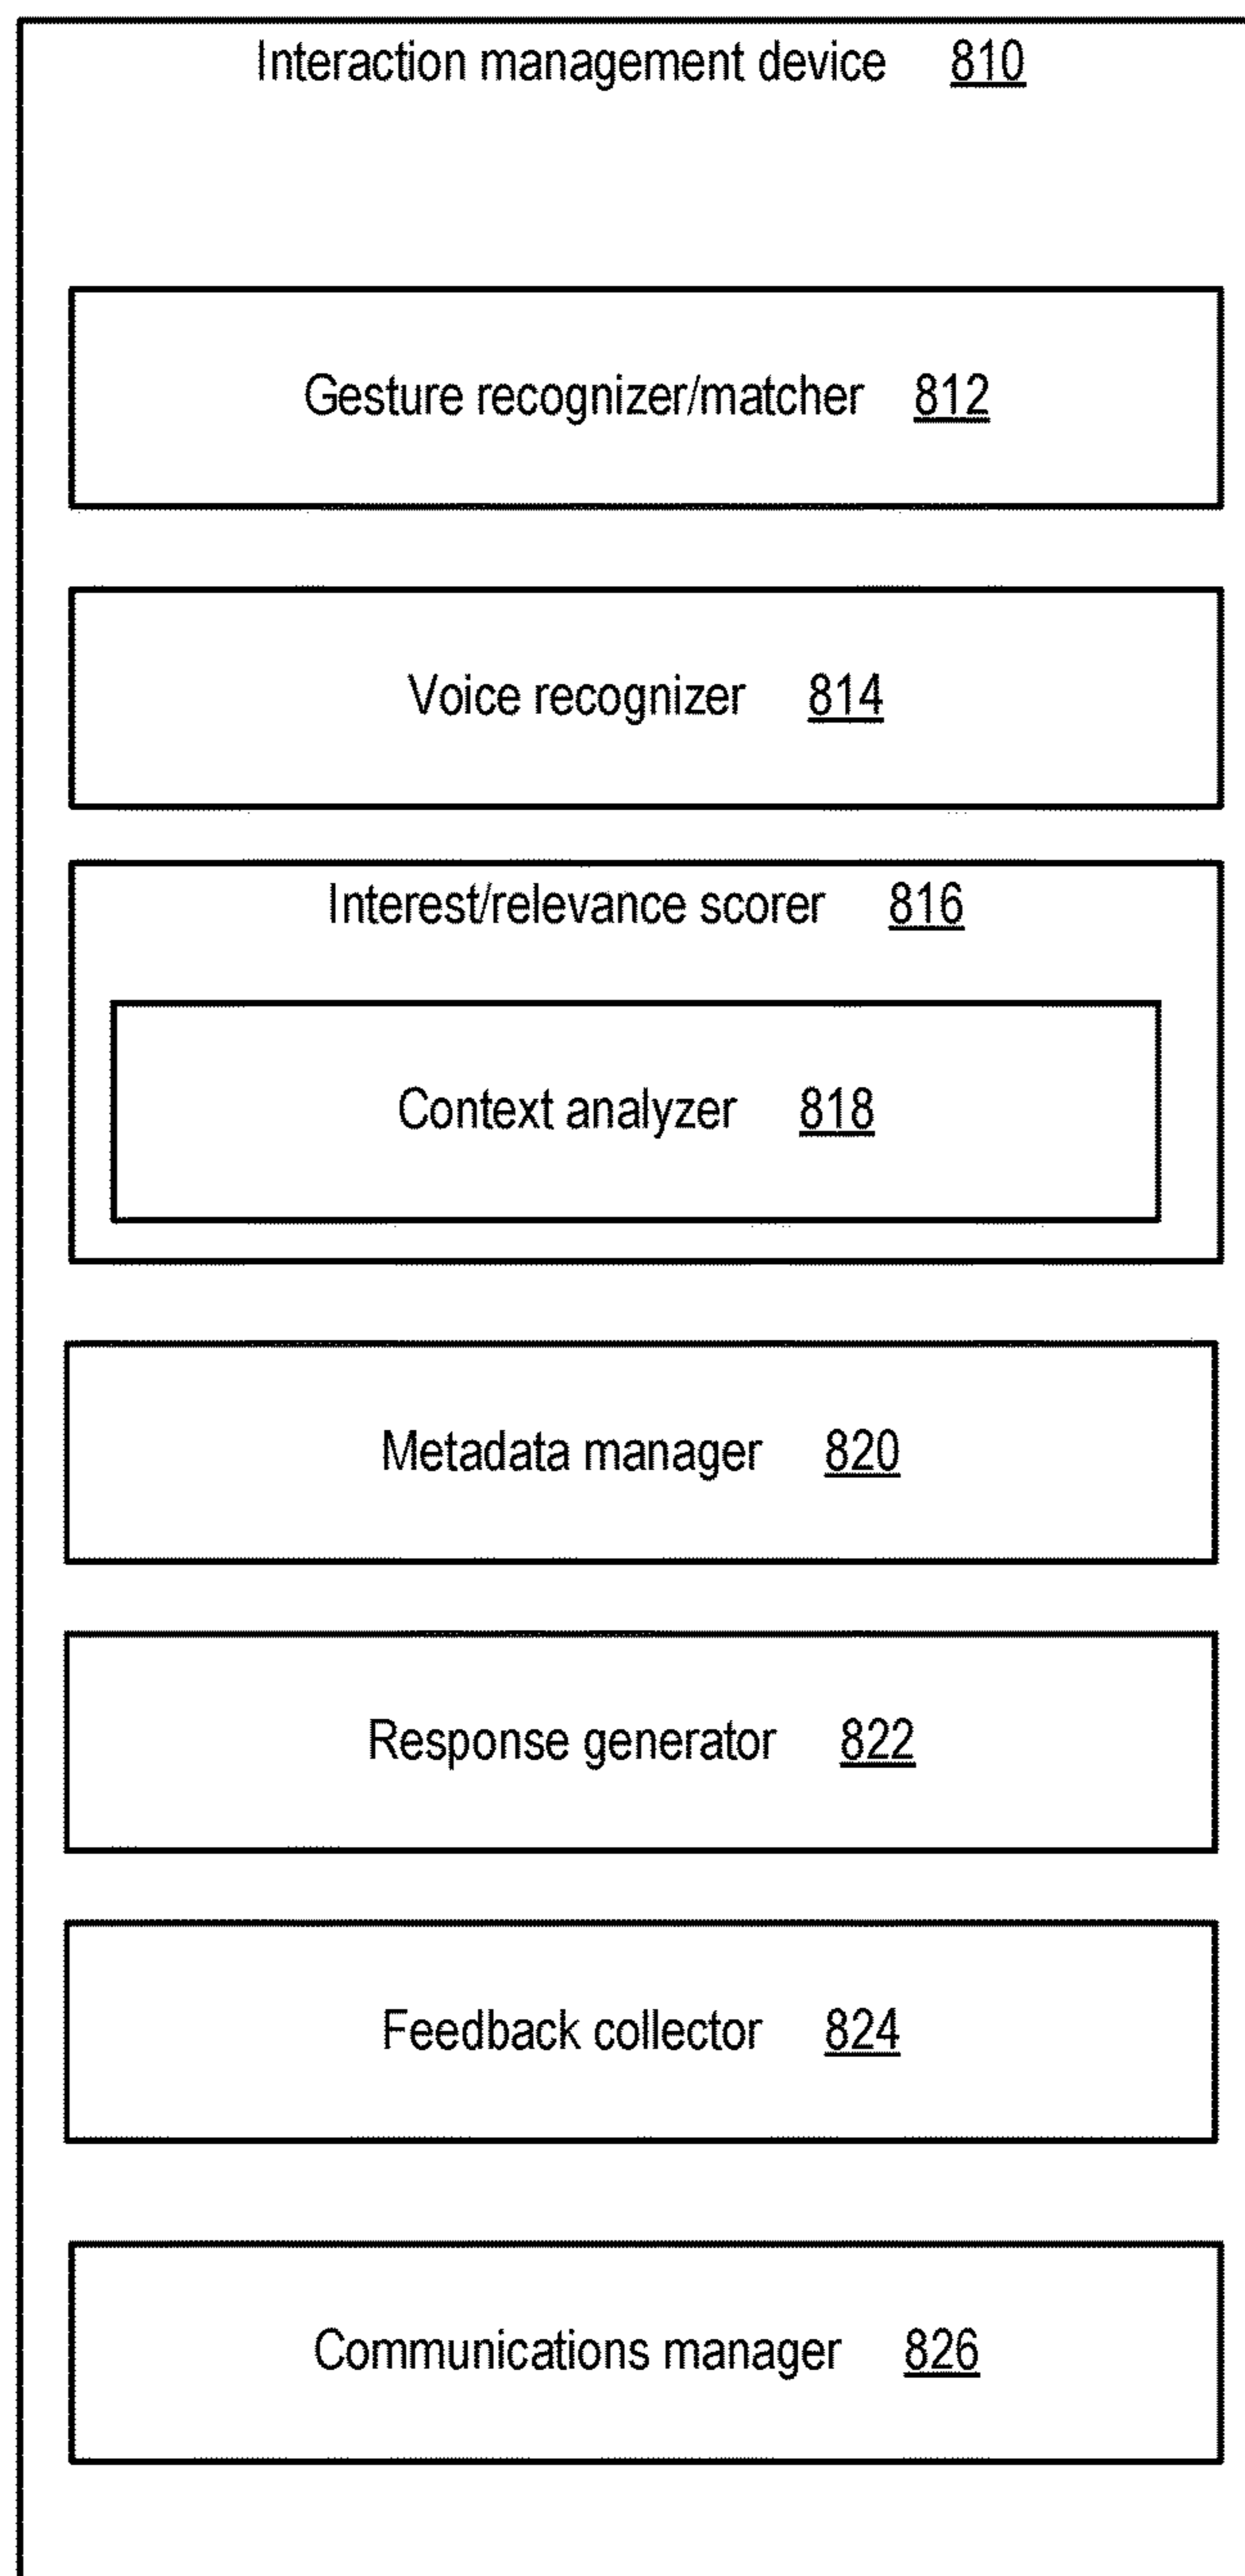 Interaction management device 810
Gesture recognizer/matcher 812
Voice recognizer 814
Interest/relevance scorer 816
Context analyzer 818
Metadata manager 820
Response generator 822
Feedback collector 824
Communications manager 826